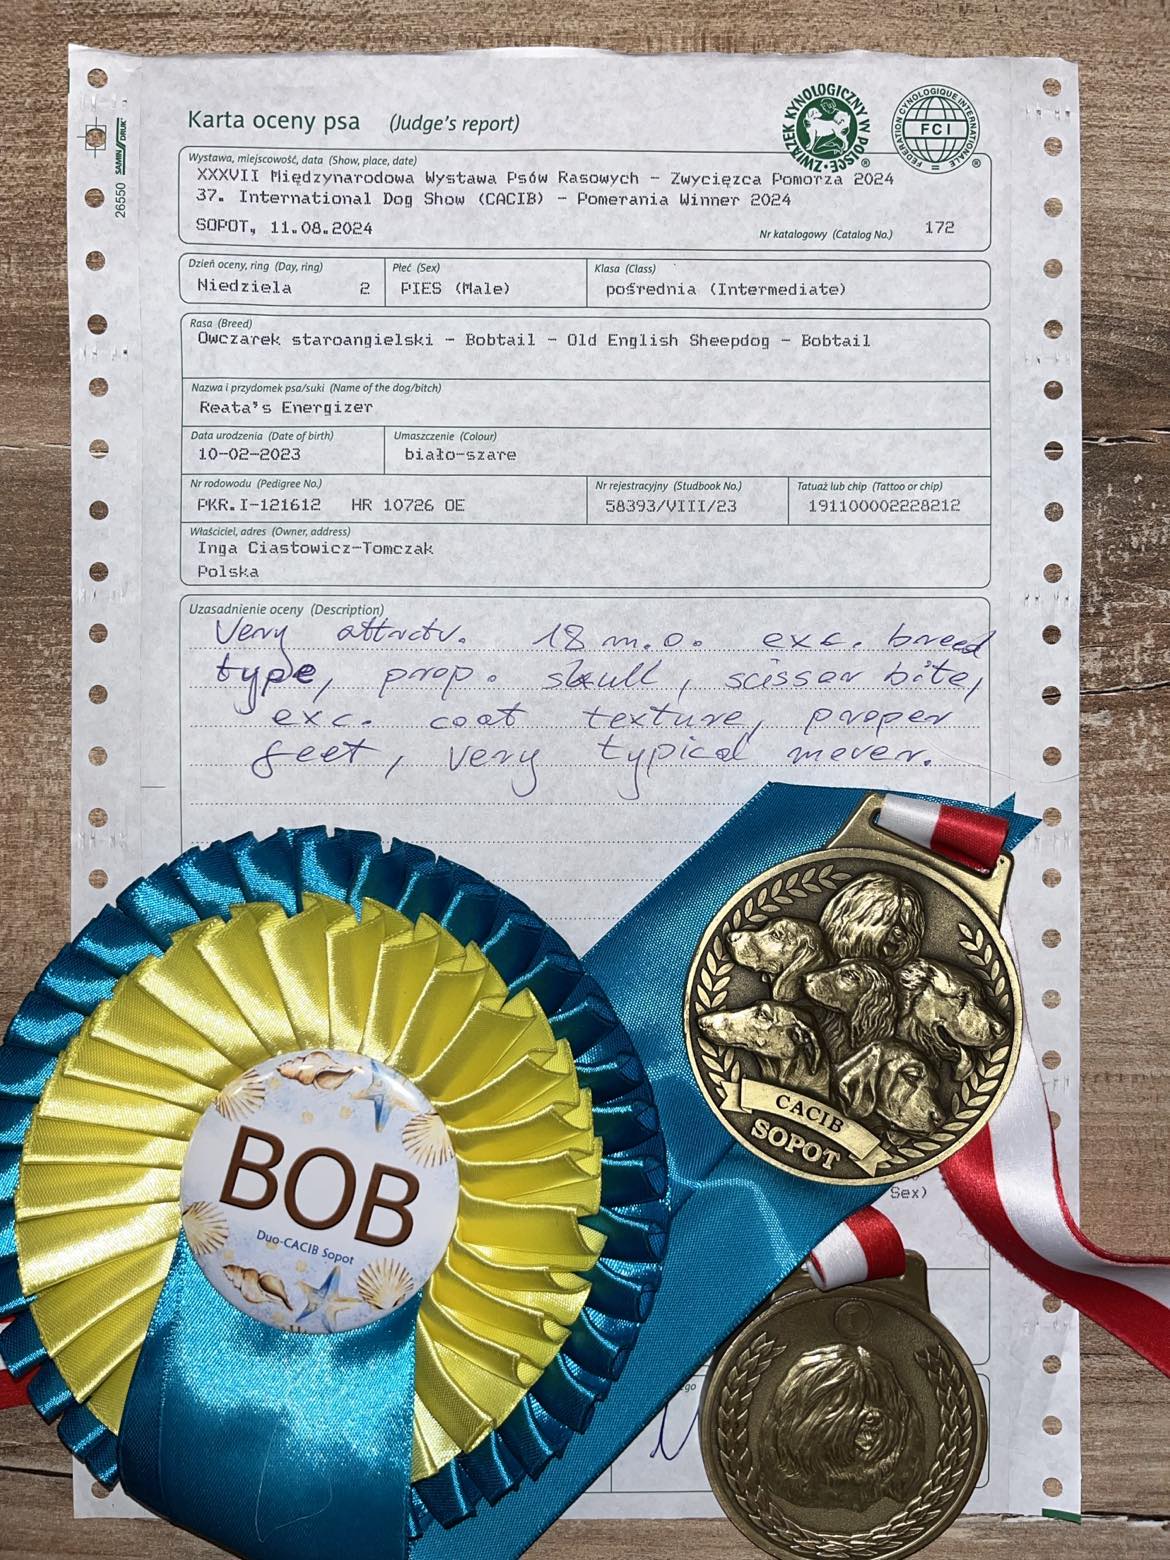 Karta oceny psa (Judge's report)
ZWIĄZEK KYNOLOGICZNY W POLSCE
®
FEDERATION CYNOLOGIQUE INTERNATIONALE
FCI
®
SAMINDRUK
26550
Wystawa, miejscowość, data (Show, place, date)
XXXVII Międzynarodowa Wystawa Psów Rasowych - Zwycięzca Pomorza 2024
37. International Dog Show (CACIB) - Pomerania Winner 2024
SOPOT, 11.08.2024
Nr katalogowy (Catalog No.) 172
Dzień oceny, ring (Day, ring) Płeć (Sex) Klasa (Class)
Niedziela 2 PIES (Male) pośrednia (Intermediate)
Rasa (Breed)
Owczarek staroangielski - Bobtail - Old English Sheepdog - Bobtail
Nazwa i przydomek psa/suki (Name of the dog/bitch)
Reata's Energizer
Data urodzenia (Date of birth) Umaszczenie (Colour)
10-02-2023 biało-szare
Nr rodowodu (Pedigree No.) Nr rejestracyjny (Studbook No.) Tatuaż lub chip (Tattoo or chip)
PKR.I-121612 HR 10726 OE 58393/VIII/23 191100002228212
Właściciel, adres (Owner, address)
Inga Ciastowicz-Tomczak
Polska
Uzasadnienie oceny (Description)
Very attractv. 18 m.o. exc. breed
type, prop. skull, scissor bite,
exc. coat texture, proper
feet, very typical mover.
CACIB
SOPOT
BOB
Duo-CACIB Sopot
Sex)